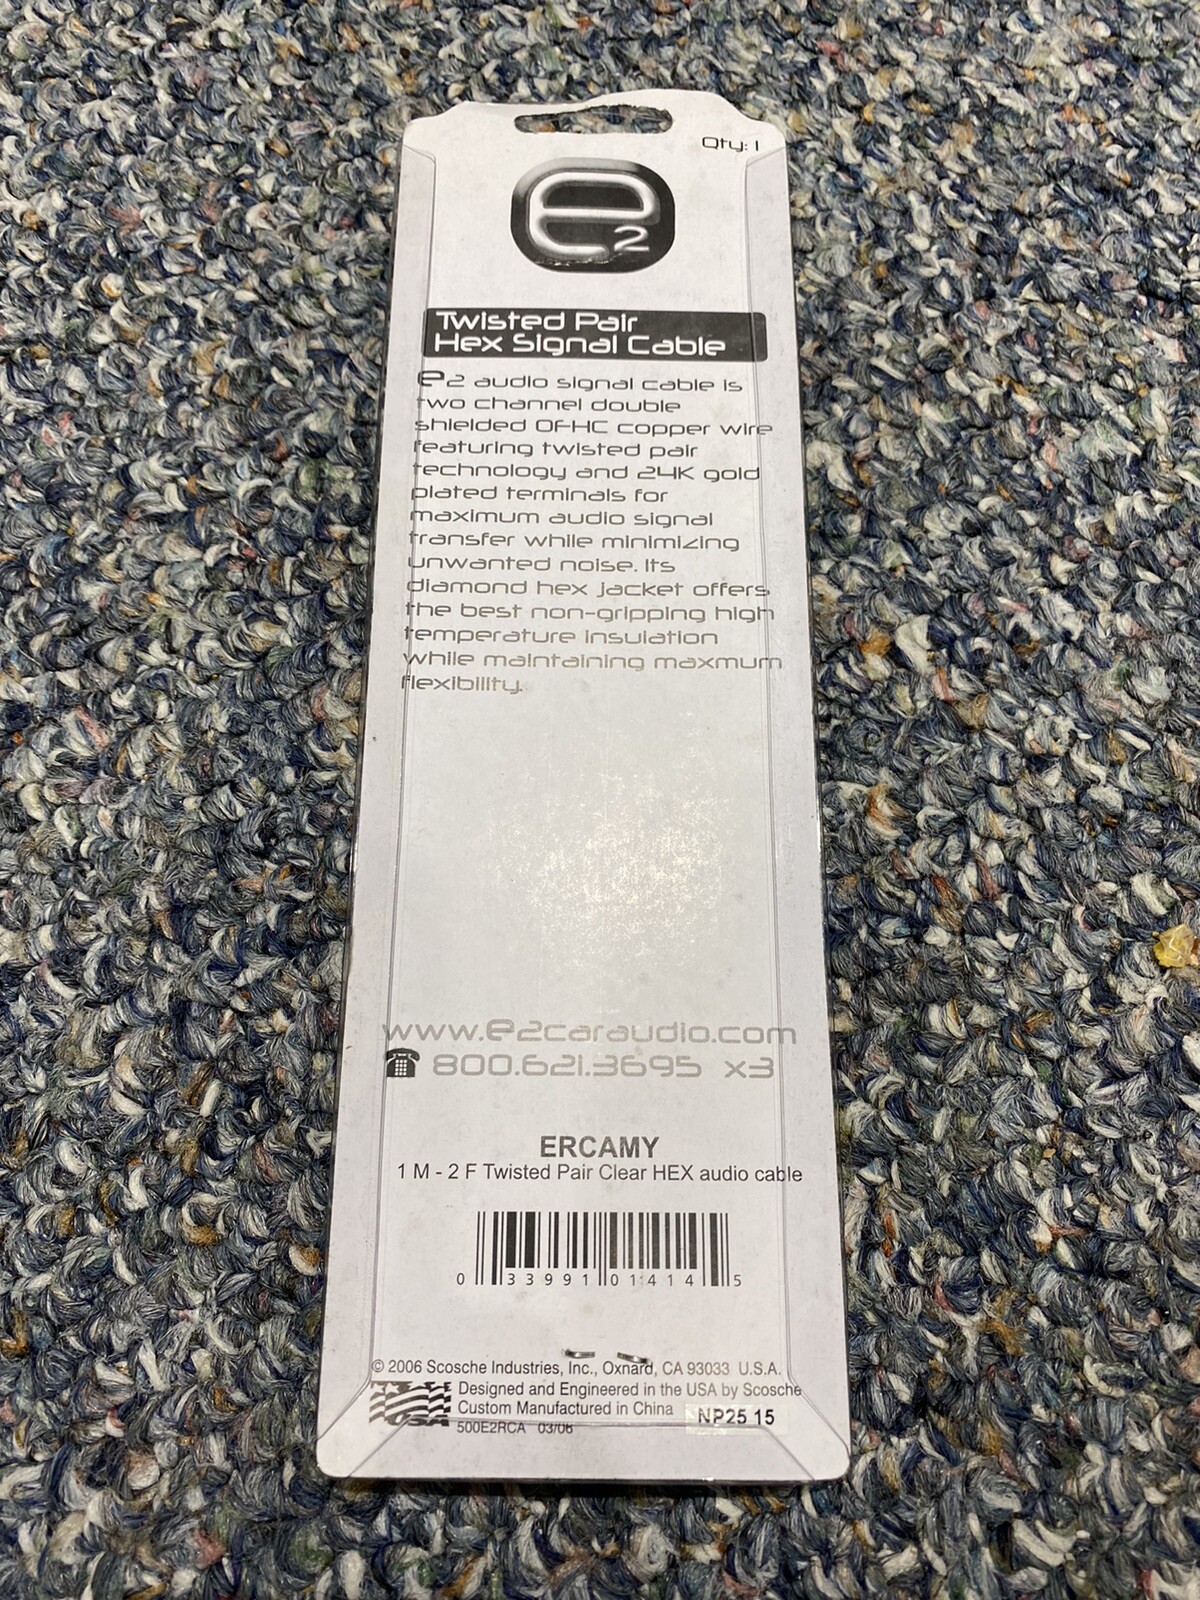 Qty: 1
e2
Twisted Pair
Hex Signal Cable
e2 audio signal cable is
two channel double
shielded OFHC copper wire
featuring twisted pair
technology and 24K gold
plated terminals for
maximum audio signal
transfer while minimizing
unwanted noise. Its
diamond hex jacket offers
the best non-gripping high
temperature insulation
while maintaining maxmum
flexibility.
www.e2caraudio.com
800.621.3695 x3
ERCAMY
1 M - 2 F Twisted Pair Clear HEX audio cable
0 33991 01414 5
© 2006 Scosche Industries, Inc., Oxnard, CA 93033 U.S.A.
Designed and Engineered in the USA by Scosche
Custom Manufactured in China
USA
NP25 15
500E2RCA 03/06